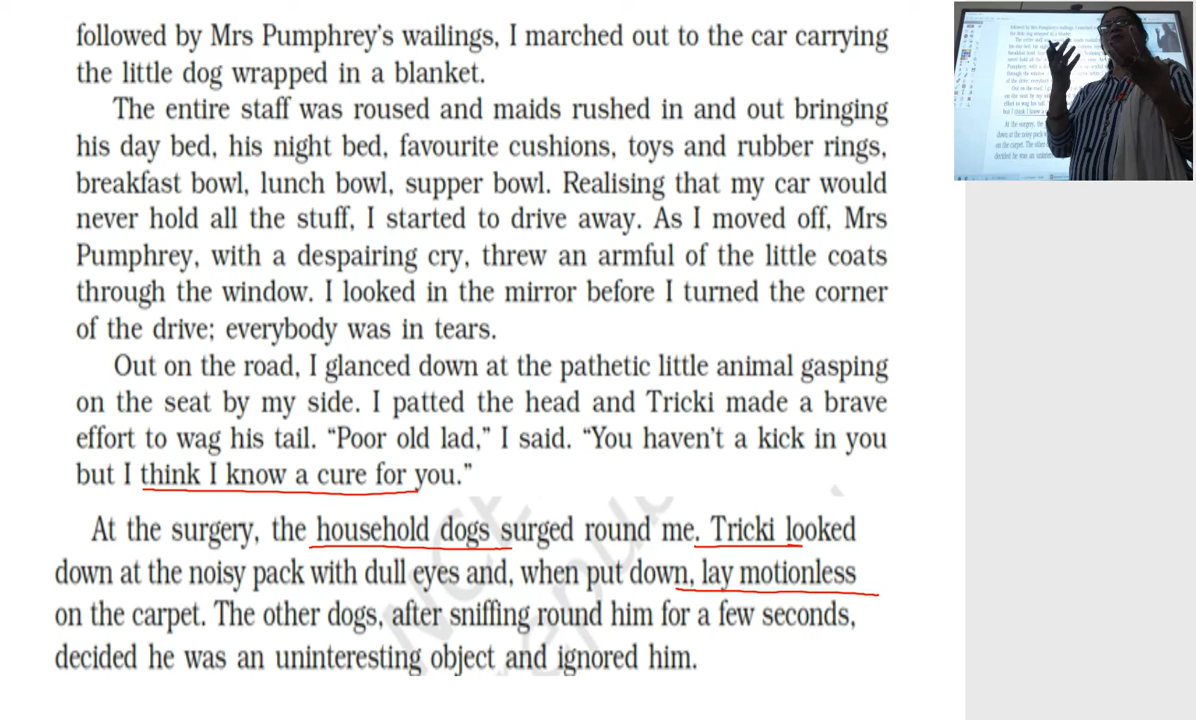 followed by Mrs Pumphrey's wailings, I marched out to the car carrying
the little dog wrapped in a blanket.
The entire staff was roused and maids rushed in and out bringing
his day bed, his night bed, favourite cushions, toys and rubber rings,
breakfast bowl, lunch bowl, supper bowl. Realising that my car would
never hold all the stuff, I started to drive away. As I moved off, Mrs
Pumphrey, with a despairing cry, threw an armful of the little coats
through the window. I looked in the mirror before I turned the corner
of the drive; everybody was in tears.
Out on the road, I glanced down at the pathetic little animal gasping
on the seat by my side. I patted the head and Tricki made a brave
effort to wag his tail. “Poor old lad,” I said. “You haven't a kick in you
but I think I know a cure for you.”
At the surgery, the household dogs surged round me. Tricki looked
down at the noisy pack with dull eyes and, when put down, lay motionless
on the carpet. The other dogs, after sniffing round him for a few seconds,
decided he was an uninteresting object and ignored him.